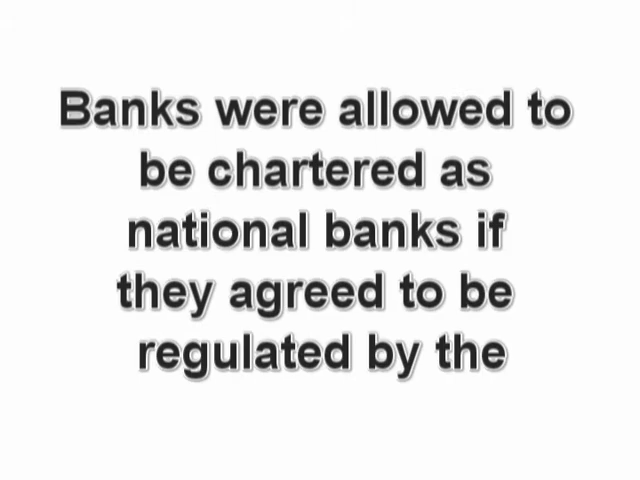 Banks were allowed to
be chartered as
national banks if
they agreed to be
regulated by the